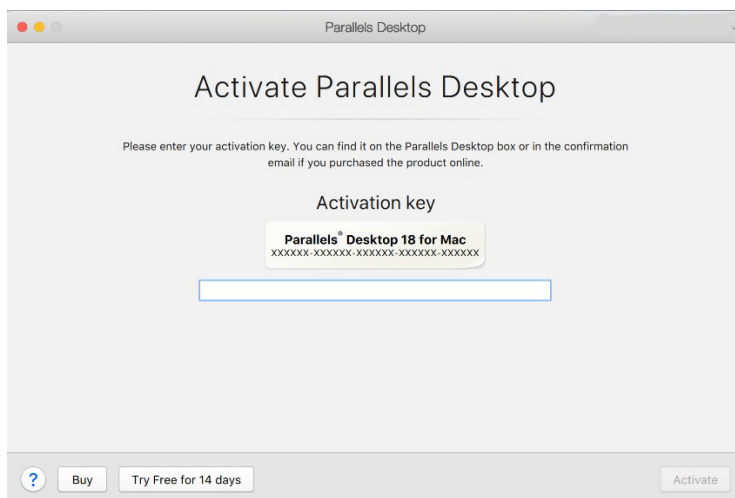 Parallels Desktop
Activate Parallels Desktop
Please enter your activation key. You can find it on the Parallels Desktop box or in the confirmation
email if you purchased the product online.
Activation key
Parallels® Desktop 18 for Mac
XXXXXX-XXXXXX-XXXXXX-XXXXXX-XXXXXX
?
Buy
Try Free for 14 days
Activate